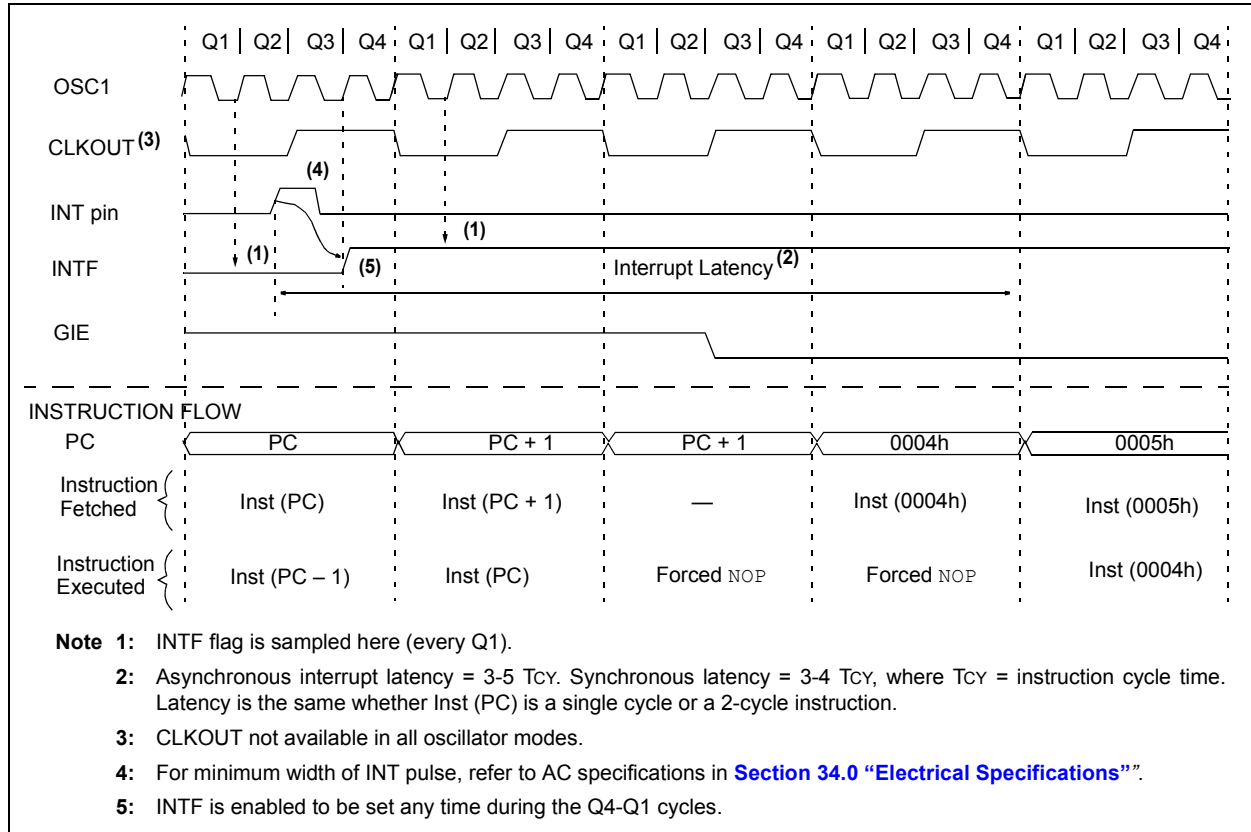 Q1 | Q2 | Q3 | Q4 Q1 | Q2 | Q3 | Q4 Q1 | Q2 | Q3 | Q4 Q1 | Q2 | Q3 | Q4 Q1 | Q2 | Q3 | Q4
OSC1
CLKOUT (3)
(4)
INT pin
(1) (1)
INTF (5) Interrupt Latency (2)
GIE
INSTRUCTION FLOW
PC PC PC + 1 PC + 1 0004h 0005h
Instruction
Fetched Inst (PC) Inst (PC + 1) — Inst (0004h) Inst (0005h)
Instruction
Executed Inst (PC – 1) Inst (PC) Forced NOP Forced NOP Inst (0004h)
Note 1: INTF flag is sampled here (every Q1).
2: Asynchronous interrupt latency = 3-5 TCY. Synchronous latency = 3-4 TCY, where TCY = instruction cycle time.
Latency is the same whether Inst (PC) is a single cycle or a 2-cycle instruction.
3: CLKOUT not available in all oscillator modes.
4: For minimum width of INT pulse, refer to AC specifications in Section 34.0 “Electrical Specifications””.
5: INTF is enabled to be set any time during the Q4-Q1 cycles.